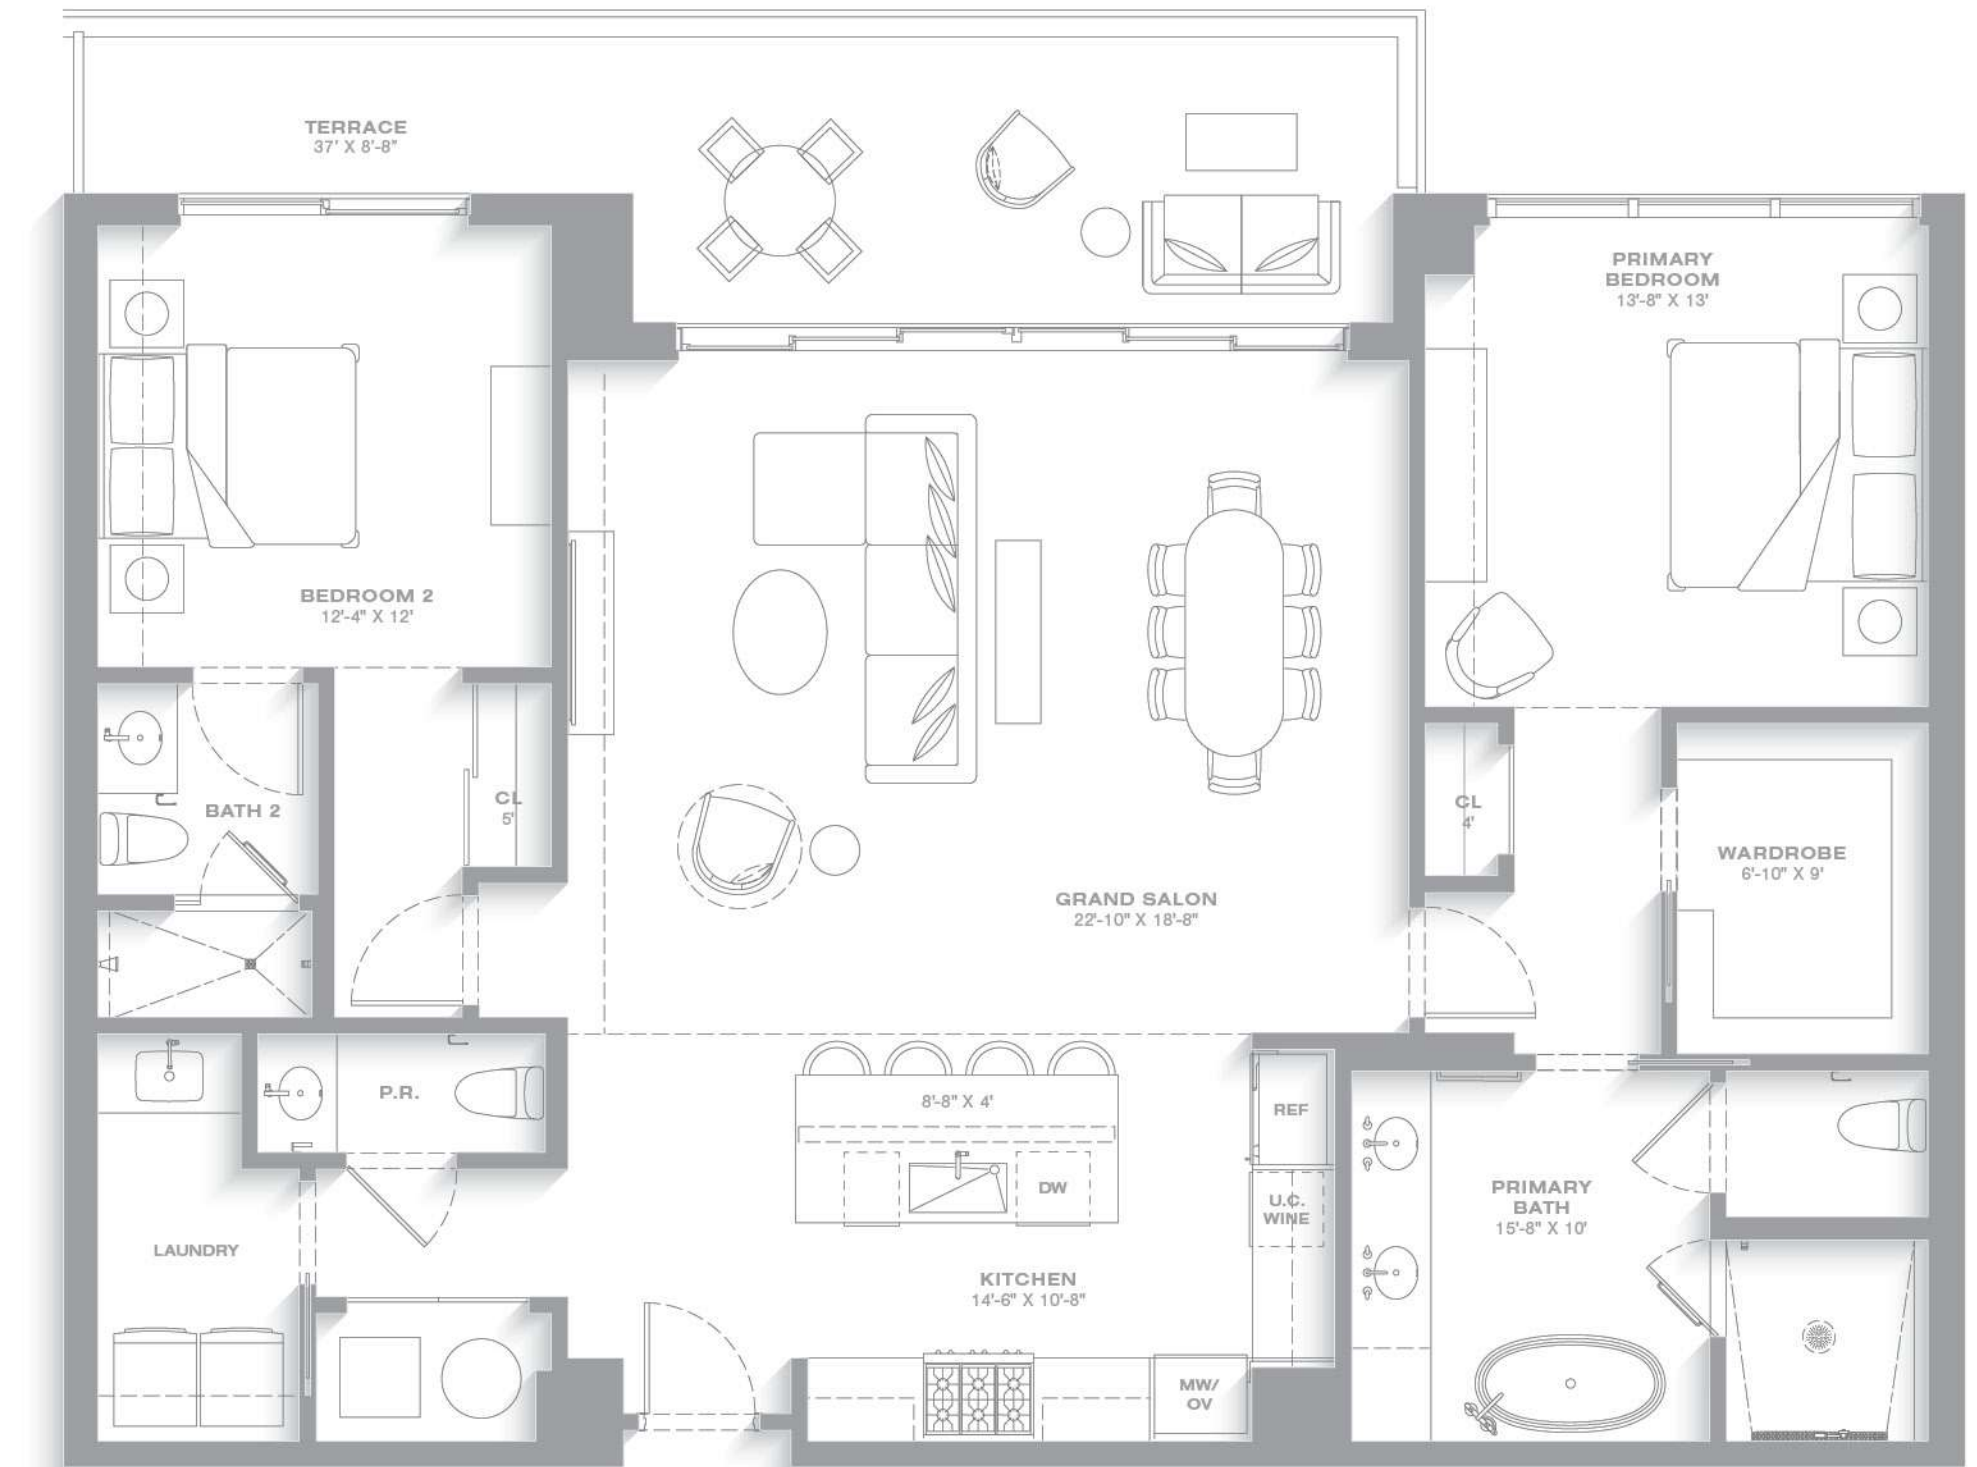 TERRACE
37' X 8'-8"
PRIMARY
BEDROOM
13'-8" X 13'
BEDROOM 2
12'-4" X 12'
CL
5'
BATH 2
CL
4'
WARDROBE
6'-10" X 9'
GRAND SALON
22'-10" X 18'-8"
P.R.
8'-8" X 4'
REF
DW
U.C.
WINE
PRIMARY
BATH
15'-8" X 10'
LAUNDRY
KITCHEN
14'-6" X 10'-8"
MW/
OV